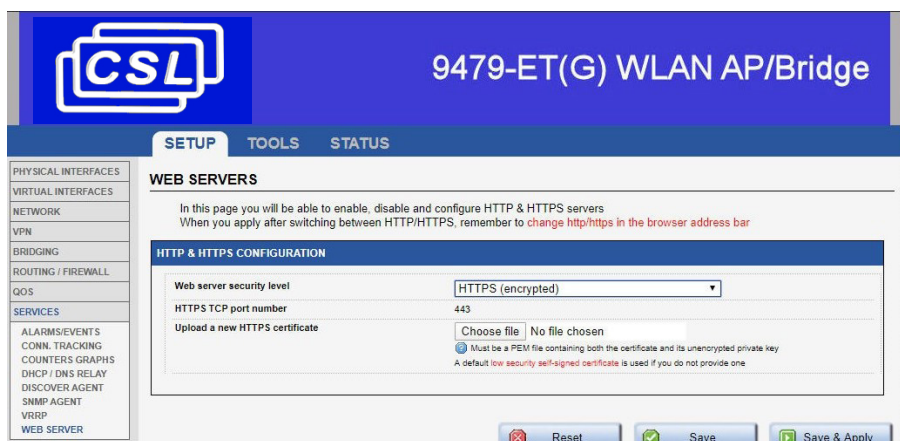 CSL
9479-ET(G) WLAN AP/Bridge
SETUP TOOLS STATUS
PHYSICAL INTERFACES
VIRTUAL INTERFACES
NETWORK
VPN
BRIDGING
ROUTING / FIREWALL
QOS
SERVICES
ALARMS/EVENTS
CONN. TRACKING
COUNTERS GRAPHS
DHCP / DNS RELAY
DISCOVER AGENT
SNMP AGENT
VRRP
WEB SERVER
WEB SERVERS
In this page you will be able to enable, disable and configure HTTP & HTTPS servers
When you apply after switching between HTTP/HTTPS, remember to change http/https in the browser address bar
HTTP & HTTPS CONFIGURATION
Web server security level HTTPS (encrypted)
HTTPS TCP port number 443
Upload a new HTTPS certificate Choose file No file chosen
Must be a PEM file containing both the certificate and its unencrypted private key
A default low security self-signed certificate is used if you do not provide one
Reset Save Save & Apply